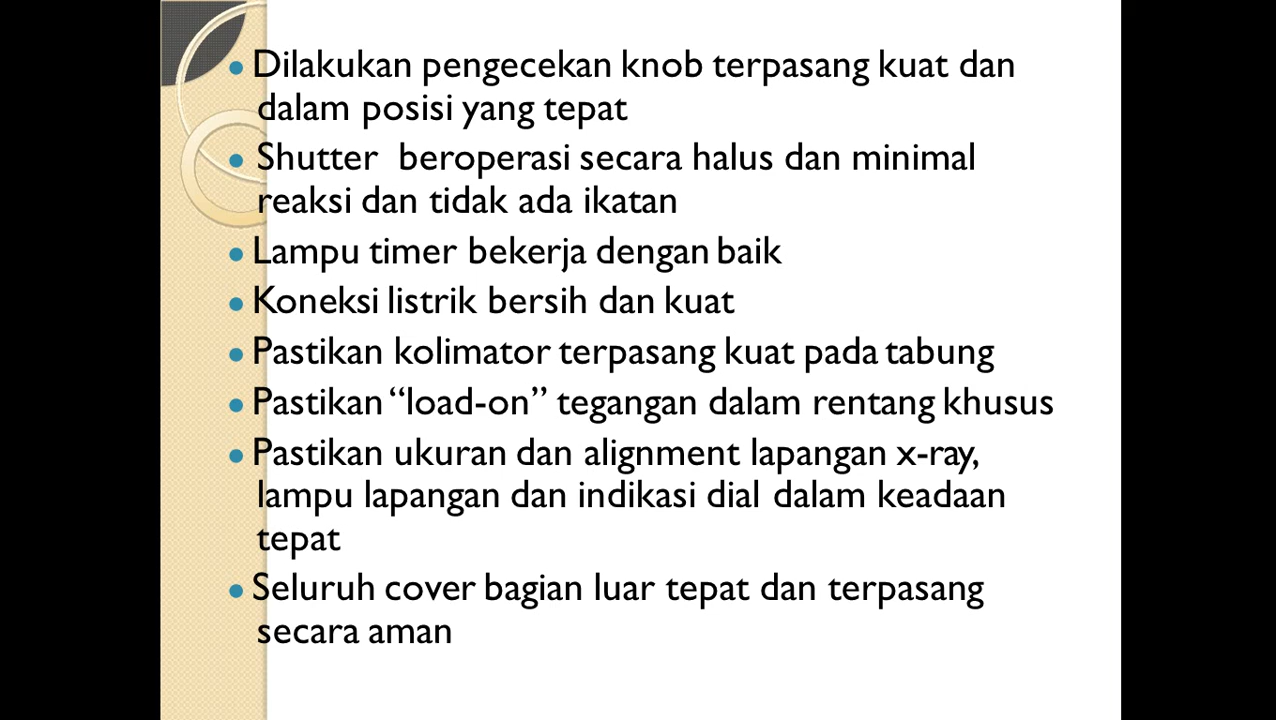 • Dilakukan pengecekan knob terpasang kuat dan
dalam posisi yang tepat
• Shutter beroperasi secara halus dan minimal
reaksi dan tidak ada ikatan
• Lampu timer bekerja dengan baik
• Koneksi listrik bersih dan kuat
• Pastikan kolimator terpasang kuat pada tabung
• Pastikan “load-on” tegangan dalam rentang khusus
• Pastikan ukuran dan alignment lapangan x-ray,
lampu lapangan dan indikasi dial dalam keadaan
tepat
• Seluruh cover bagian luar tepat dan terpasang
secara aman